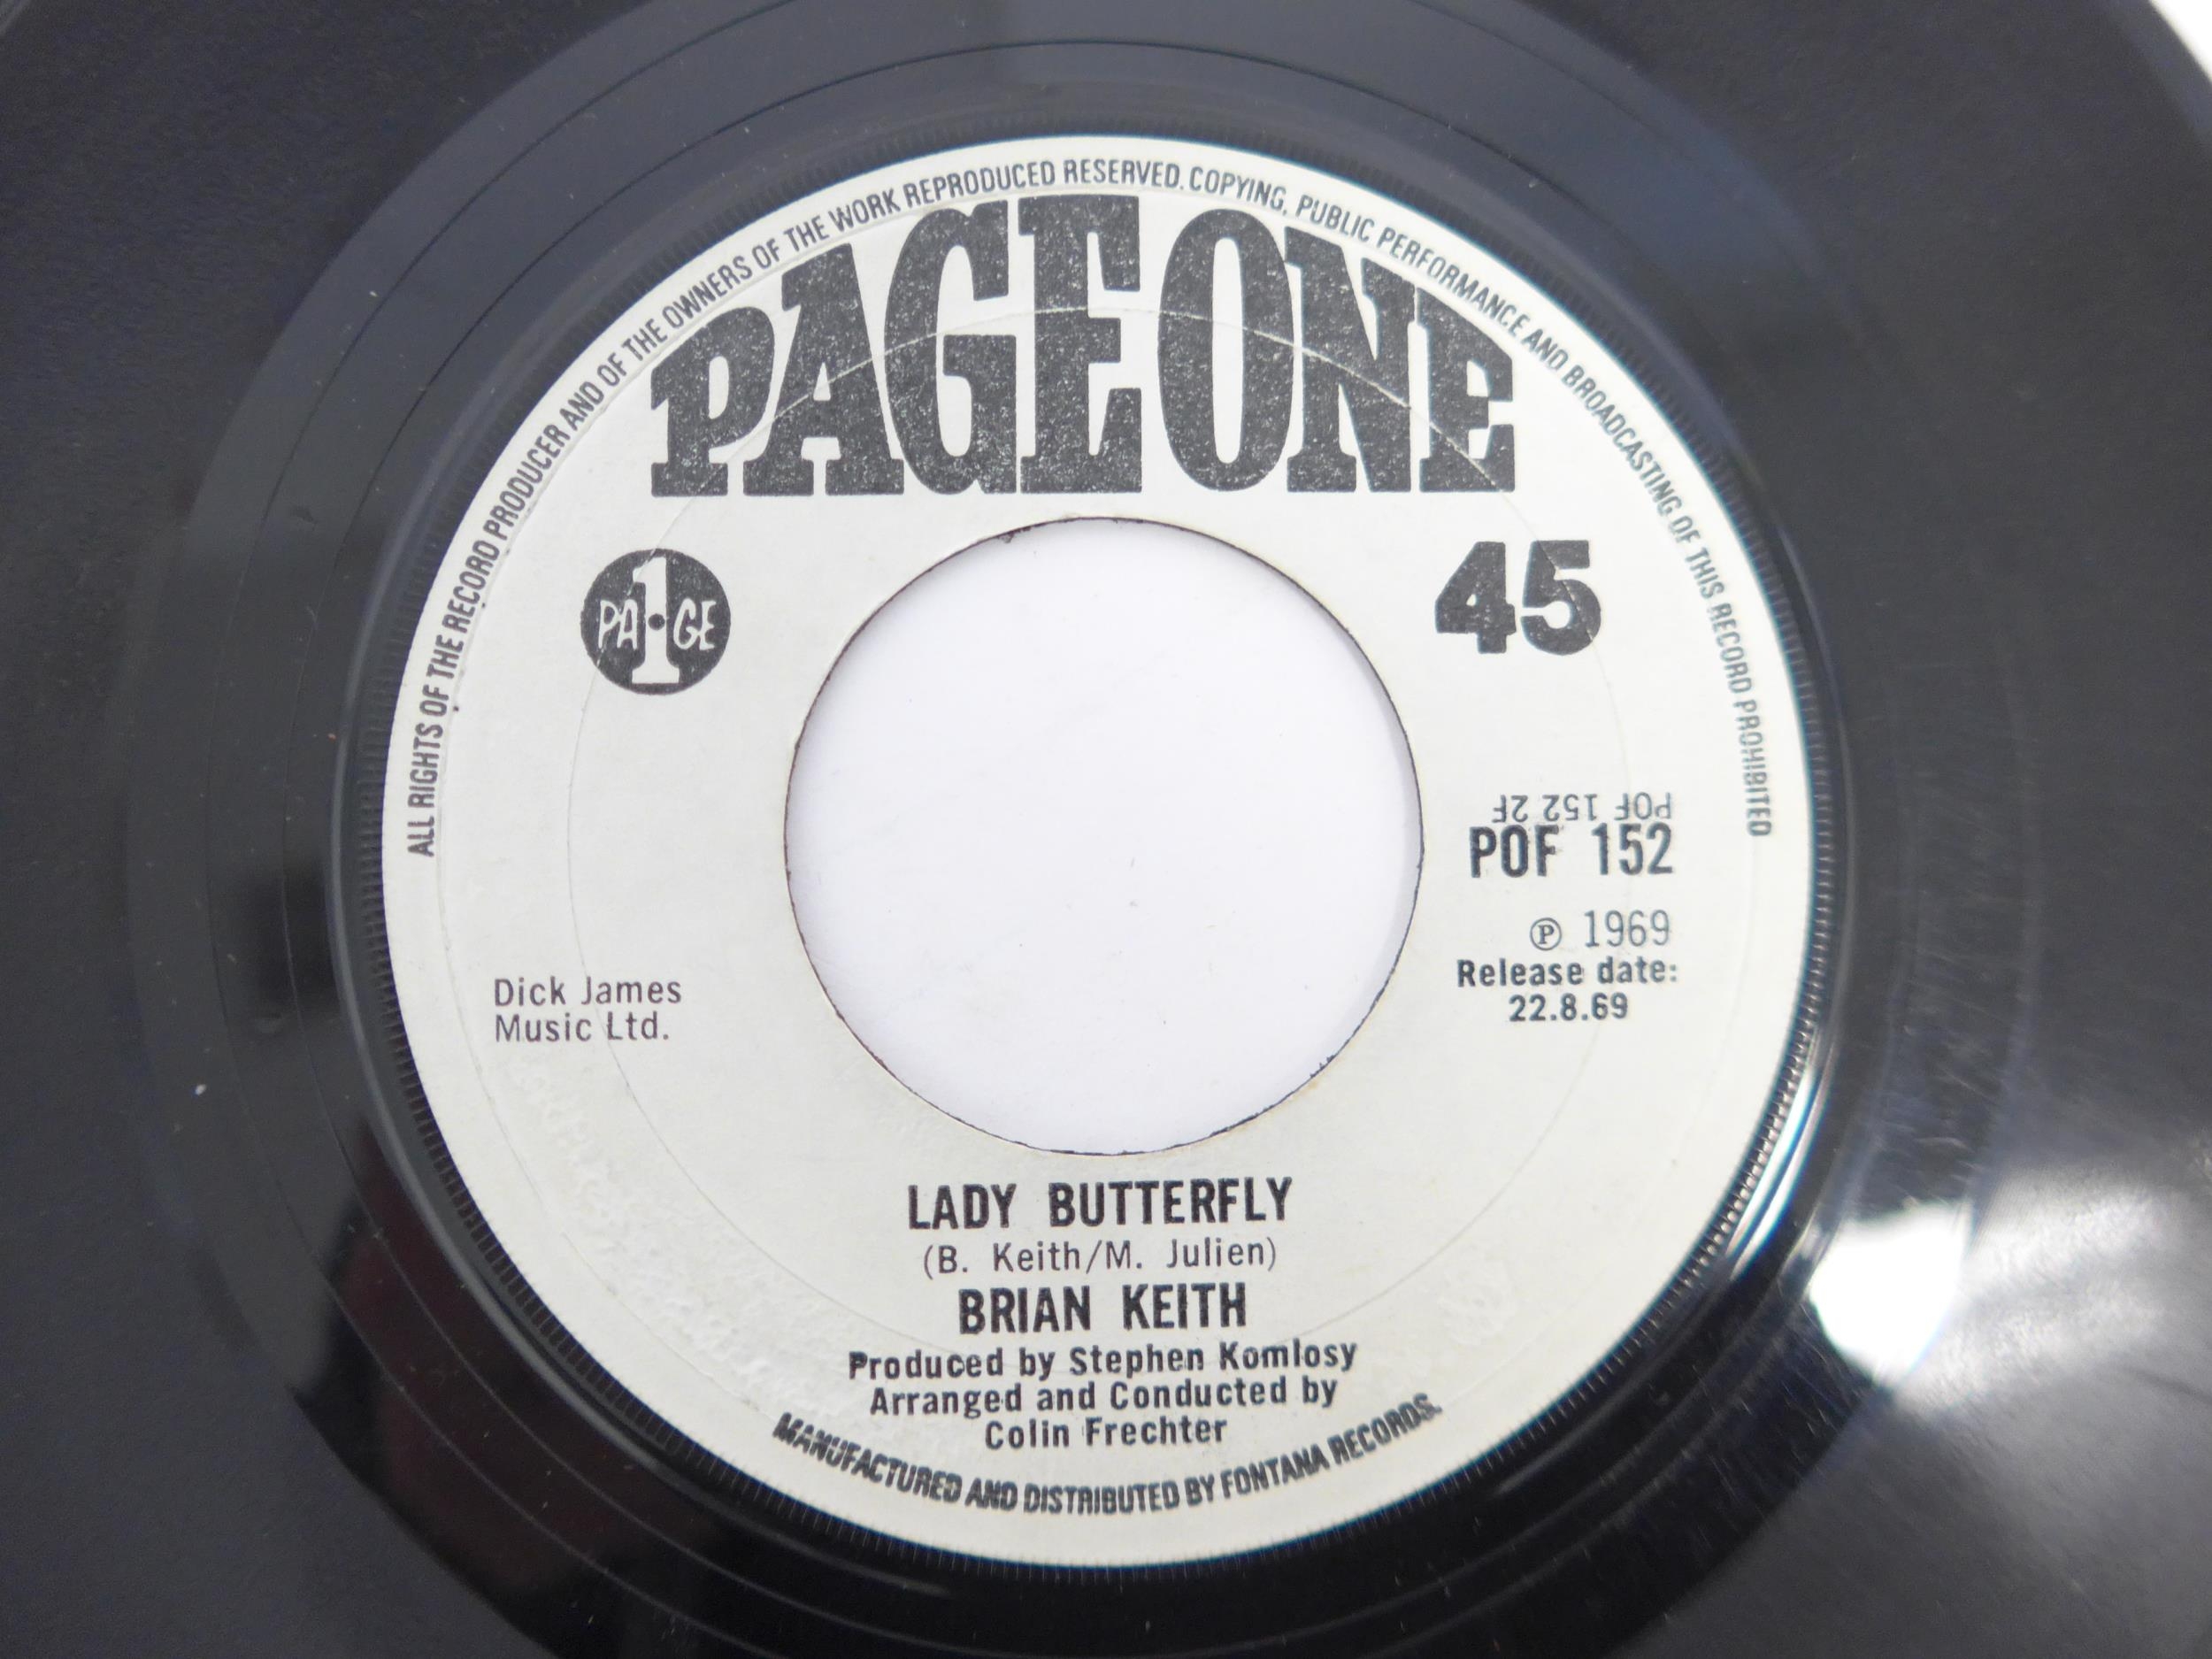 ALL RIGHTS OF THE RECORD PRODUCER AND OF THE OWNERS OF THE WORK REPRODUCED RESERVED. COPYING, PUBLIC PERFORMANCE AND BROADCASTING OF THIS RECORD PROHIBITED
PAGE ONE
PA 1 GE
45
POF 152 2F
POF 152
℗ 1969
Release date:
22.8.69
Dick James
Music Ltd.
LADY BUTTERFLY
(B. Keith/M. Julien)
BRIAN KEITH
Produced by Stephen Komlosy
Arranged and Conducted by
Colin Frechter
MANUFACTURED AND DISTRIBUTED BY FONTANA RECORDS.